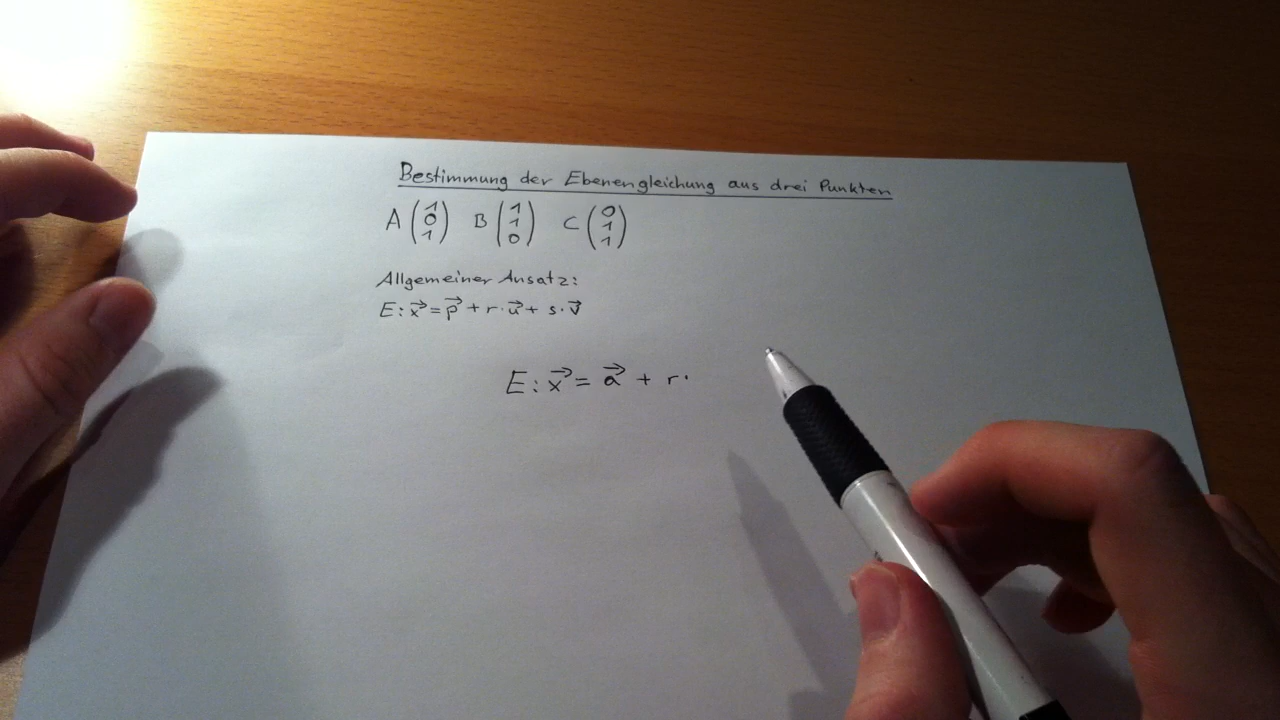 Bestimmung der Ebenengleichung aus drei Punkten
A (1 0 1) B (1 1 0) C (0 1 1)
Allgemeiner Ansatz:
E: x⃗ = p⃗ + r · u⃗ + s · v⃗
E: x⃗ = a⃗ + r ·